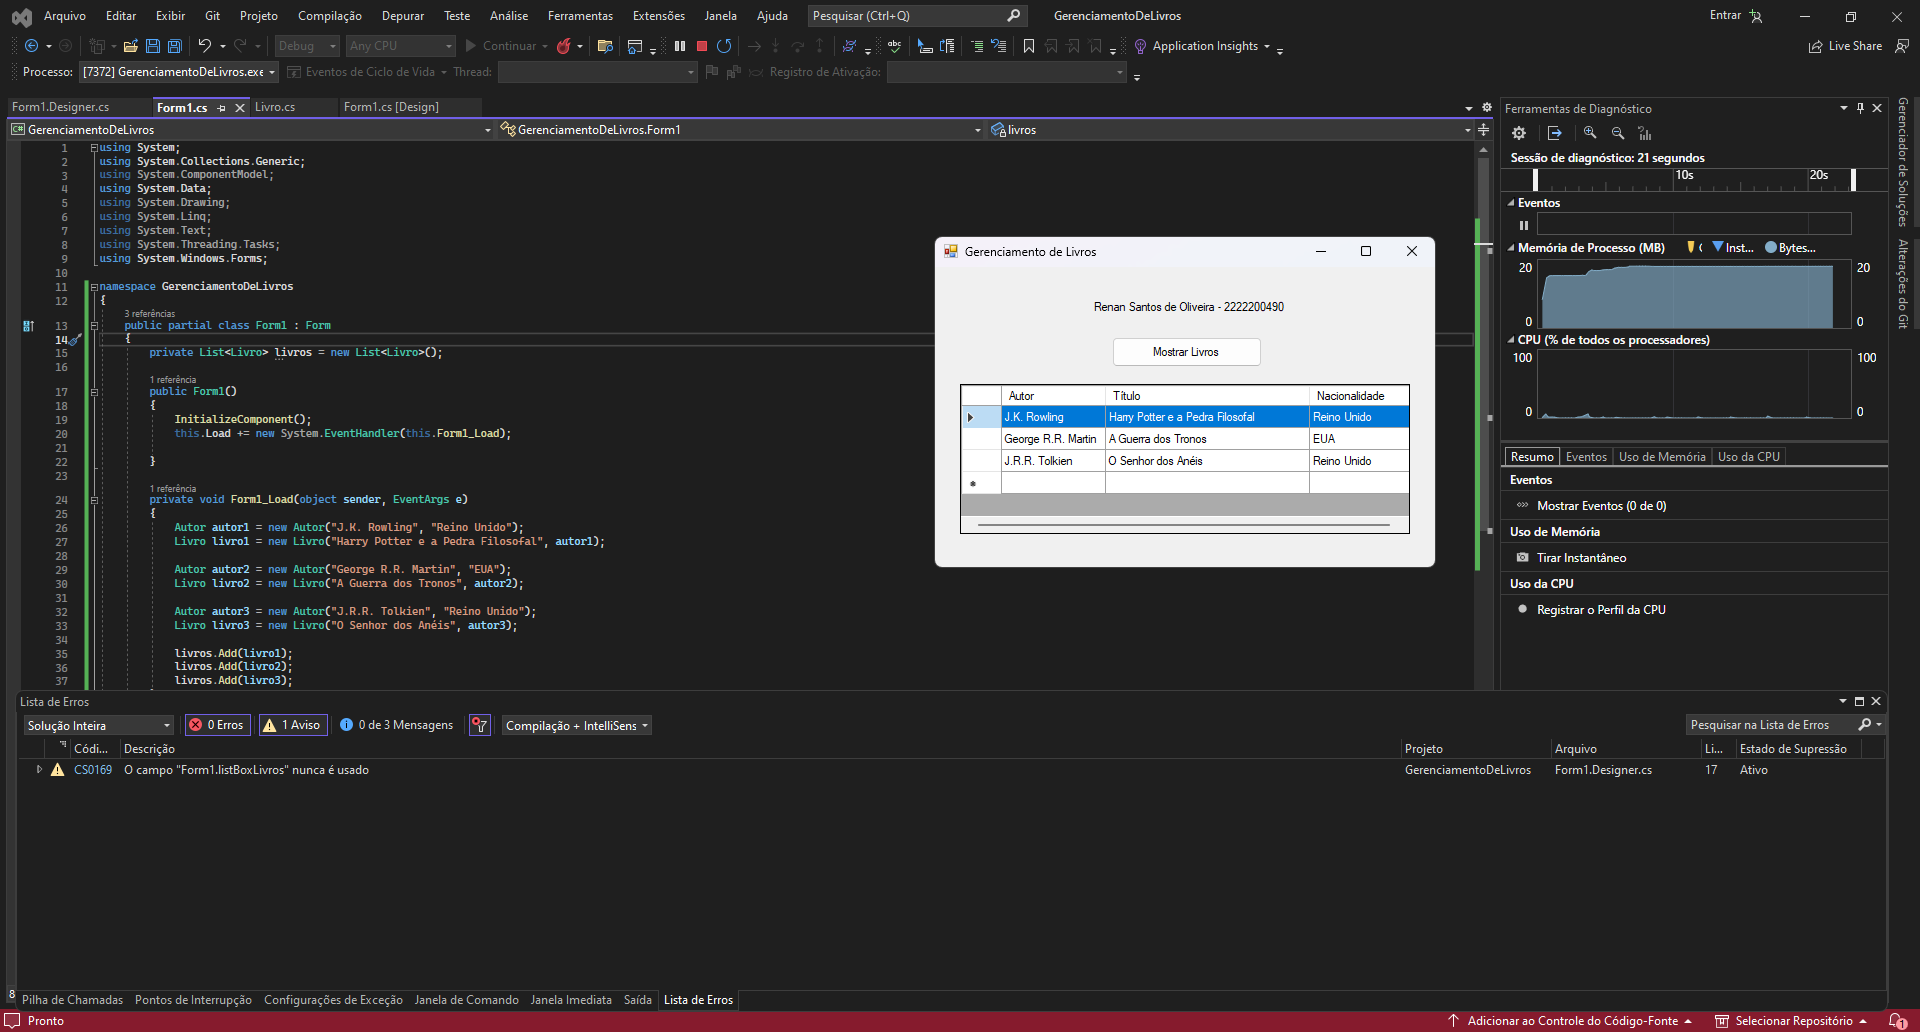 Arquivo Editar Exibir Git Projeto Compilação Depurar Teste Análise Ferramentas Extensões Janela Ajuda Pesquisar (Ctrl+Q) GerenciamentoDeLivros Entrar
Debug Any CPU Continuar Application Insights Live Share
Processo: [7372] GerenciamentoDeLivros.exe Eventos de Ciclo de Vida Thread: Registro de Ativação:
Form1.Designer.cs Form1.cs Livro.cs Form1.cs [Design]
GerenciamentoDeLivros GerenciamentoDeLivros.Form1 livros
1 using System;
2 using System.Collections.Generic;
3 using System.ComponentModel;
4 using System.Data;
5 using System.Drawing;
6 using System.Linq;
7 using System.Text;
8 using System.Threading.Tasks;
9 using System.Windows.Forms;
10
11 namespace GerenciamentoDeLivros
12 {
3 referências
13 public partial class Form1 : Form
14 {
15 private List<Livro> livros = new List<Livro>();
16
1 referência
17 public Form1()
18 {
19 InitializeComponent();
20 this.Load += new System.EventHandler(this.Form1_Load);
21
22 }
23
1 referência
24 private void Form1_Load(object sender, EventArgs e)
25 {
26 Autor autor1 = new Autor("J.K. Rowling", "Reino Unido");
27 Livro livro1 = new Livro("Harry Potter e a Pedra Filosofal", autor1);
28
29 Autor autor2 = new Autor("George R.R. Martin", "EUA");
30 Livro livro2 = new Livro("A Guerra dos Tronos", autor2);
31
32 Autor autor3 = new Autor("J.R.R. Tolkien", "Reino Unido");
33 Livro livro3 = new Livro("O Senhor dos Anéis", autor3);
34
35 livros.Add(livro1);
36 livros.Add(livro2);
37 livros.Add(livro3);
Gerenciamento de Livros
Renan Santos de Oliveira - 2222200490
Mostrar Livros
Autor Título Nacionalidade
J.K. Rowling Harry Potter e a Pedra Filosofal Reino Unido
George R.R. Martin A Guerra dos Tronos EUA
J.R.R. Tolkien O Senhor dos Anéis Reino Unido
Ferramentas de Diagnóstico
Sessão de diagnóstico: 21 segundos
10s 20s
Eventos
Memória de Processo (MB) ( Inst... Bytes...
20 20
0 0
CPU (% de todos os processadores)
100 100
0 0
Resumo Eventos Uso de Memória Uso da CPU
Eventos
Mostrar Eventos (0 de 0)
Uso de Memória
Tirar Instantâneo
Uso da CPU
Registrar o Perfil da CPU
Gerenciador de Soluções
Alterações do Git
Lista de Erros
Solução Inteira 0 Erros 1 Aviso 0 de 3 Mensagens Compilação + IntelliSens Pesquisar na Lista de Erros
Códi... Descrição Projeto Arquivo Li... Estado de Supressão
CS0169 O campo "Form1.listBoxLivros" nunca é usado GerenciamentoDeLivros Form1.Designer.cs 17 Ativo
8
Pilha de Chamadas Pontos de Interrupção Configurações de Exceção Janela de Comando Janela Imediata Saída Lista de Erros
Pronto Adicionar ao Controle do Código-Fonte Selecionar Repositório 1